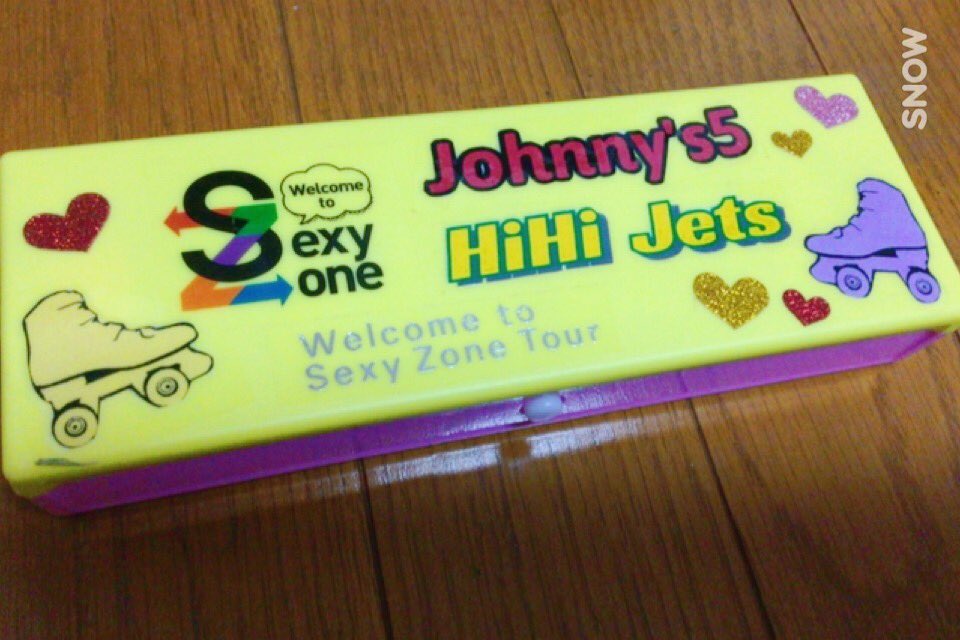 Welcome
to
Sexy
Zone
Johnny's5
HiHi Jets
Welcome to
Sexy Zone Tour
SNOW